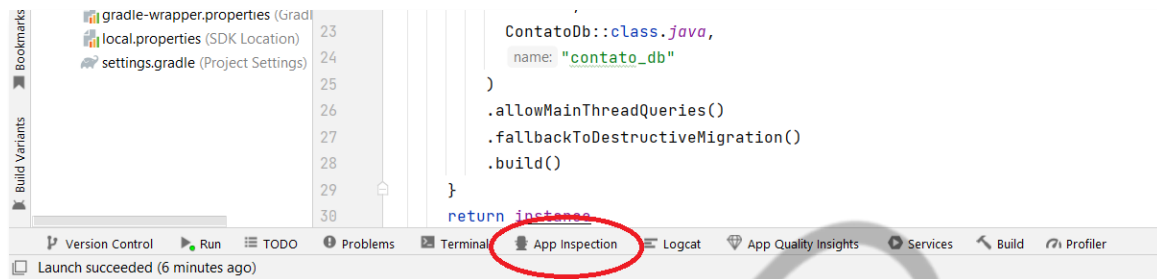 Bookmarks
gradle-wrapper.properties (Gradl
local.properties (SDK Location)
settings.gradle (Project Settings)
Build Variants
23 ContatoDb::class.java,
24 name: "contato_db"
25 )
26 .allowMainThreadQueries()
27 .fallbackToDestructiveMigration()
28 .build()
29 }
30 return instance
Version Control Run TODO Problems Terminal App Inspection Logcat App Quality Insights Services Build Profiler
Launch succeeded (6 minutes ago)